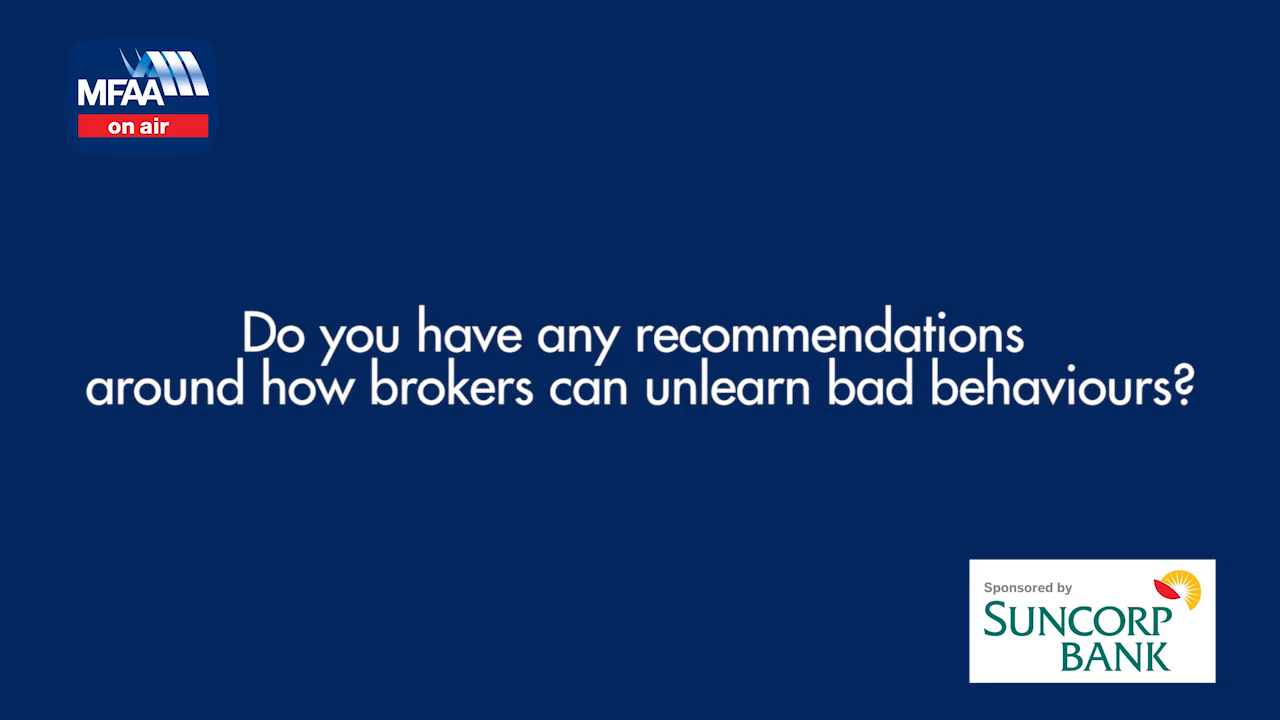 MFAA
on air
Do you have any recommendations
around how brokers can unlearn bad behaviours?
Sponsored by
SUNCORP
BANK